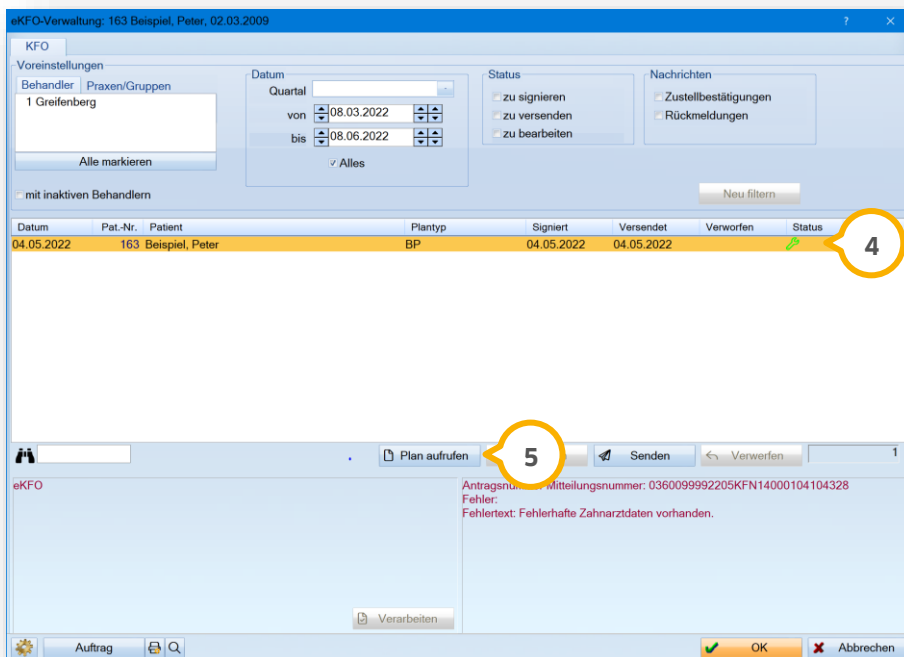 eKFO-Verwaltung: 163 Beispiel, Peter, 02.03.2009 ? ×
KFO
Voreinstellungen
Behandler Praxen/Gruppen
1 Greifenberg
Alle markieren
mit inaktiven Behandlern
Datum
Quartal
von 08.03.2022
bis 08.06.2022
Alles
Status
zu signieren
zu versenden
zu bearbeiten
Nachrichten
Zustellbestätigungen
Rückmeldungen
Neu filtern
Datum Pat.-Nr. Patient Plantyp Signiert Versendet Verworfen Status
04.05.2022 163 Beispiel, Peter BP 04.05.2022 04.05.2022
4
Plan aufrufen
5
Senden
Verwerfen
1
eKFO
Mitteilungsnummer: 0360099992205KFN14000104104328
Fehler:
Fehlertext: Fehlerhafte Zahnarztdaten vorhanden.
Verarbeiten
Auftrag
OK
Abbrechen